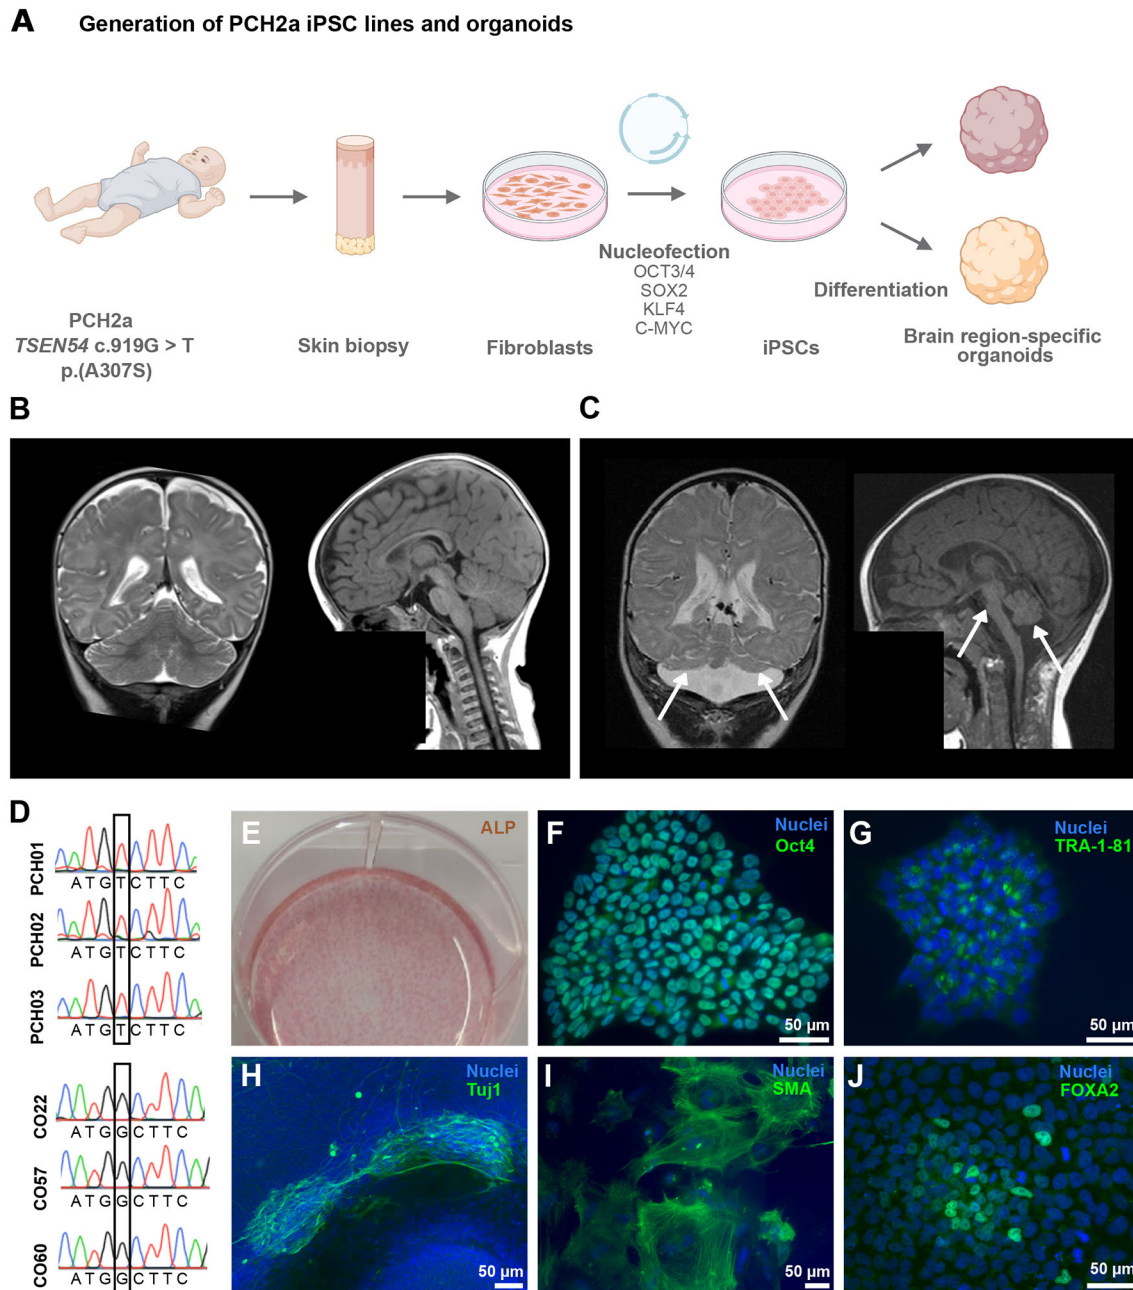 A Generation of PCH2a iPSC lines and organoids
Nucleofection
OCT3/4
SOX2
KLF4
C-MYC
Differentiation
PCH2a
TSEN54 c.919G > T
p.(A307S)
Skin biopsy
Fibroblasts
iPSCs
Brain region-specific
organoids
B
C
D
PCH01
ATGTCTTC
PCH02
ATGTCTTC
PCH03
ATGTCTTC
CO22
ATGGCTTC
CO57
ATGGCTTC
CO60
ATGGCTTC
E
ALP
F
Nuclei
Oct4
50 µm
G
Nuclei
TRA-1-81
50 µm
H
Nuclei
Tuj1
50 µm
I
Nuclei
SMA
50 µm
J
Nuclei
FOXA2
50 µm